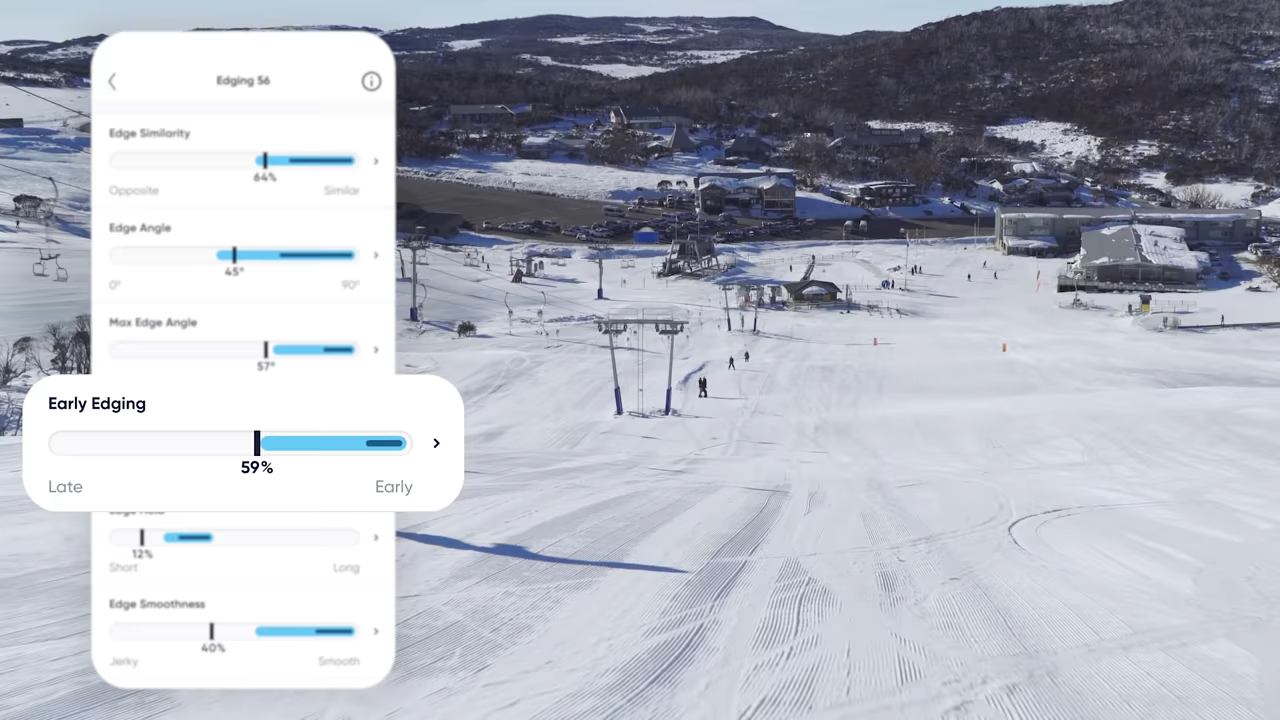 Edging 56
Edge Similarity
64%
Opposite Similar
Edge Angle
45°
0° 90°
Max Edge Angle
57°
Early Edging
59%
Late Early
12%
Short Long
Edge Smoothness
40%
Jerky Smooth